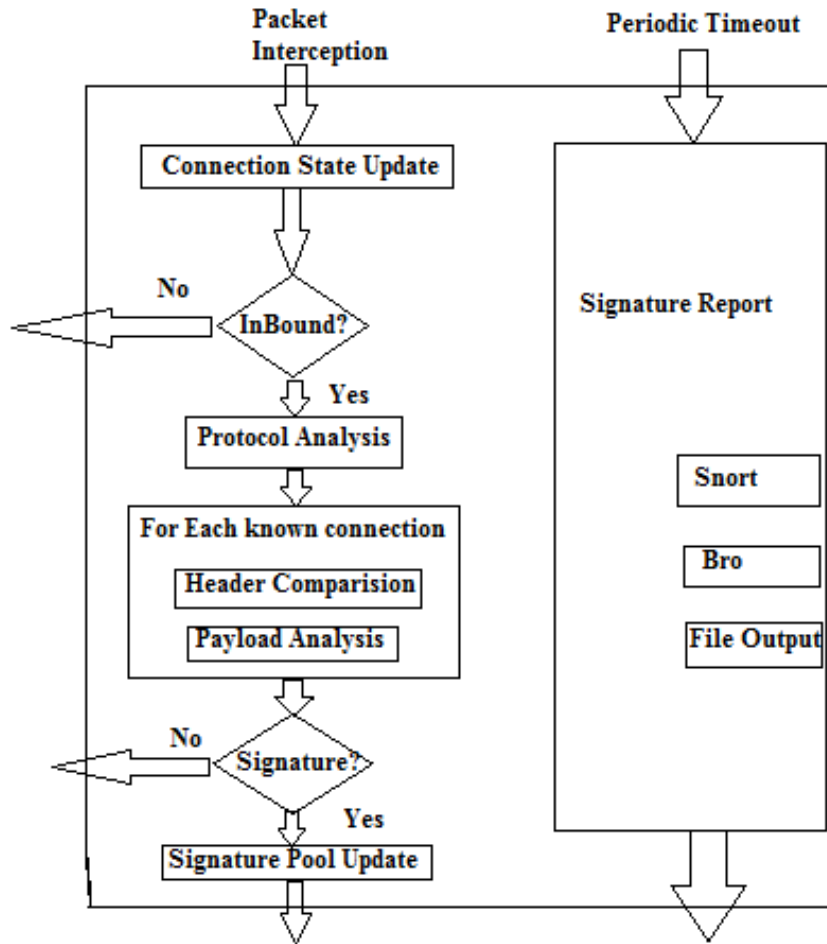 Packet
Interception
Periodic Timeout
Connection State Update
No
InBound?
Yes
Protocol Analysis
For Each known connection
Header Comparision
Payload Analysis
No
Signature?
Yes
Signature Pool Update
Signature Report
Snort
Bro
File Output